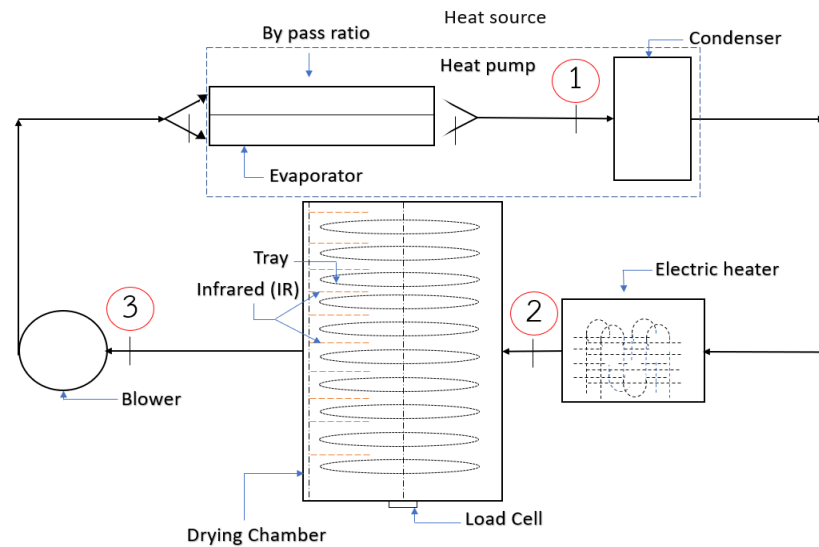 Heat source
By pass ratio
Condenser
Heat pump
1
Evaporator
Tray
Infrared (IR)
Electric heater
3
2
Blower
Drying Chamber
Load Cell